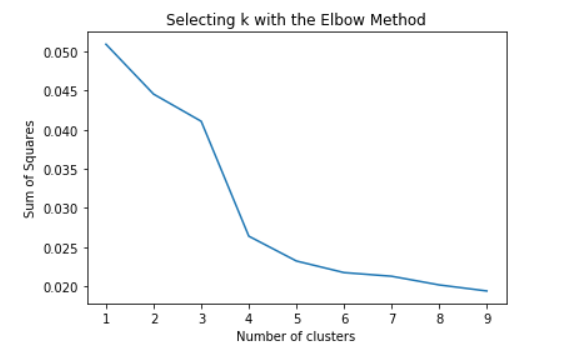 Selecting k with the Elbow Method
0.050
0.045
0.040
0.035
0.030
0.025
0.020
Sum of Squares
1 2 3 4 5 6 7 8 9
Number of clusters